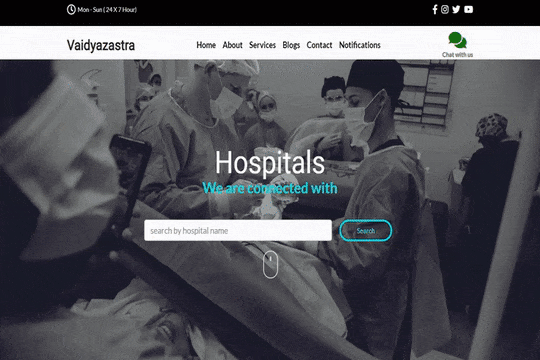 Mon - Sun ( 24 X 7 Hour)
Vaidyazastra
Home About Services Blogs Contact Notifications
Chat with us
Hospitals
We are connected with
search by hospital name
Search